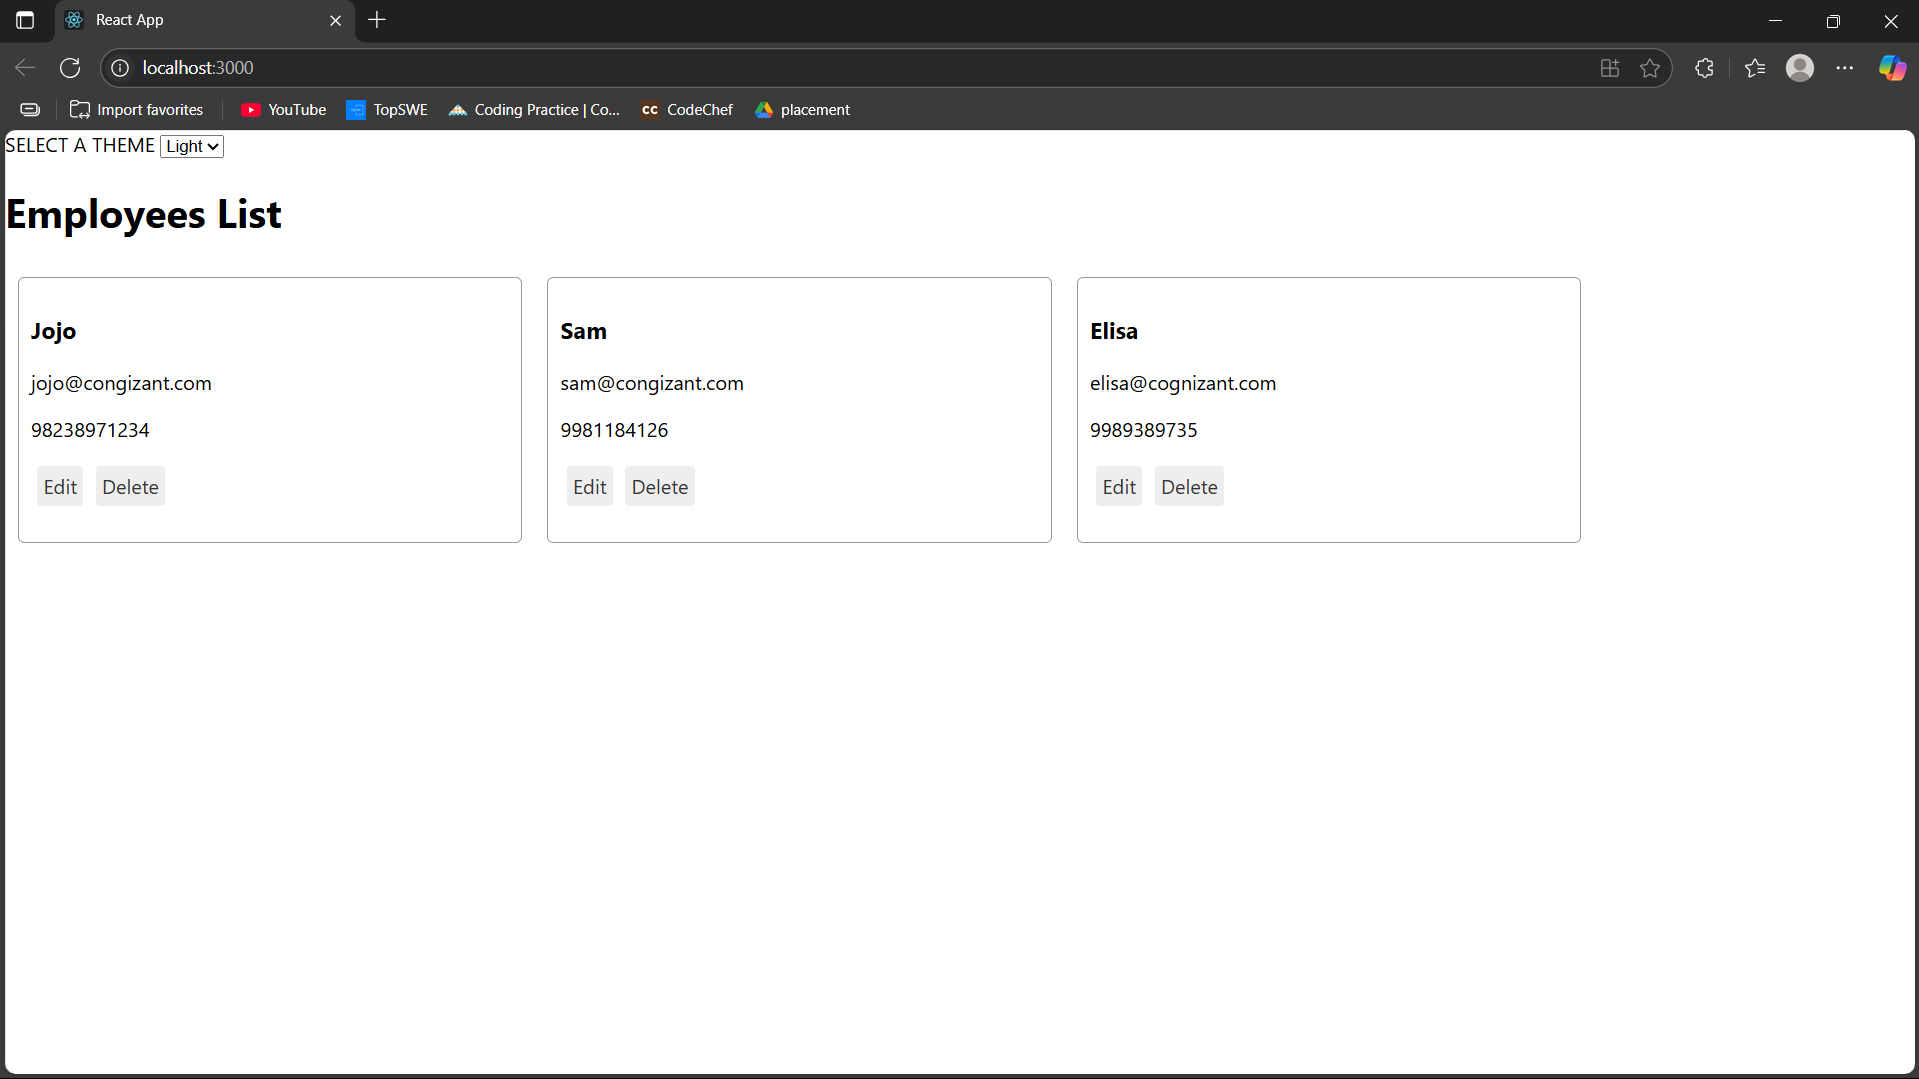 React App
localhost:3000
Import favorites YouTube TopSWE Coding Practice | Co... CC CodeChef placement
SELECT A THEME Light
Employees List
Jojo
jojo@congizant.com
98238971234
Edit Delete
Sam
sam@congizant.com
9981184126
Edit Delete
Elisa
elisa@cognizant.com
9989389735
Edit Delete